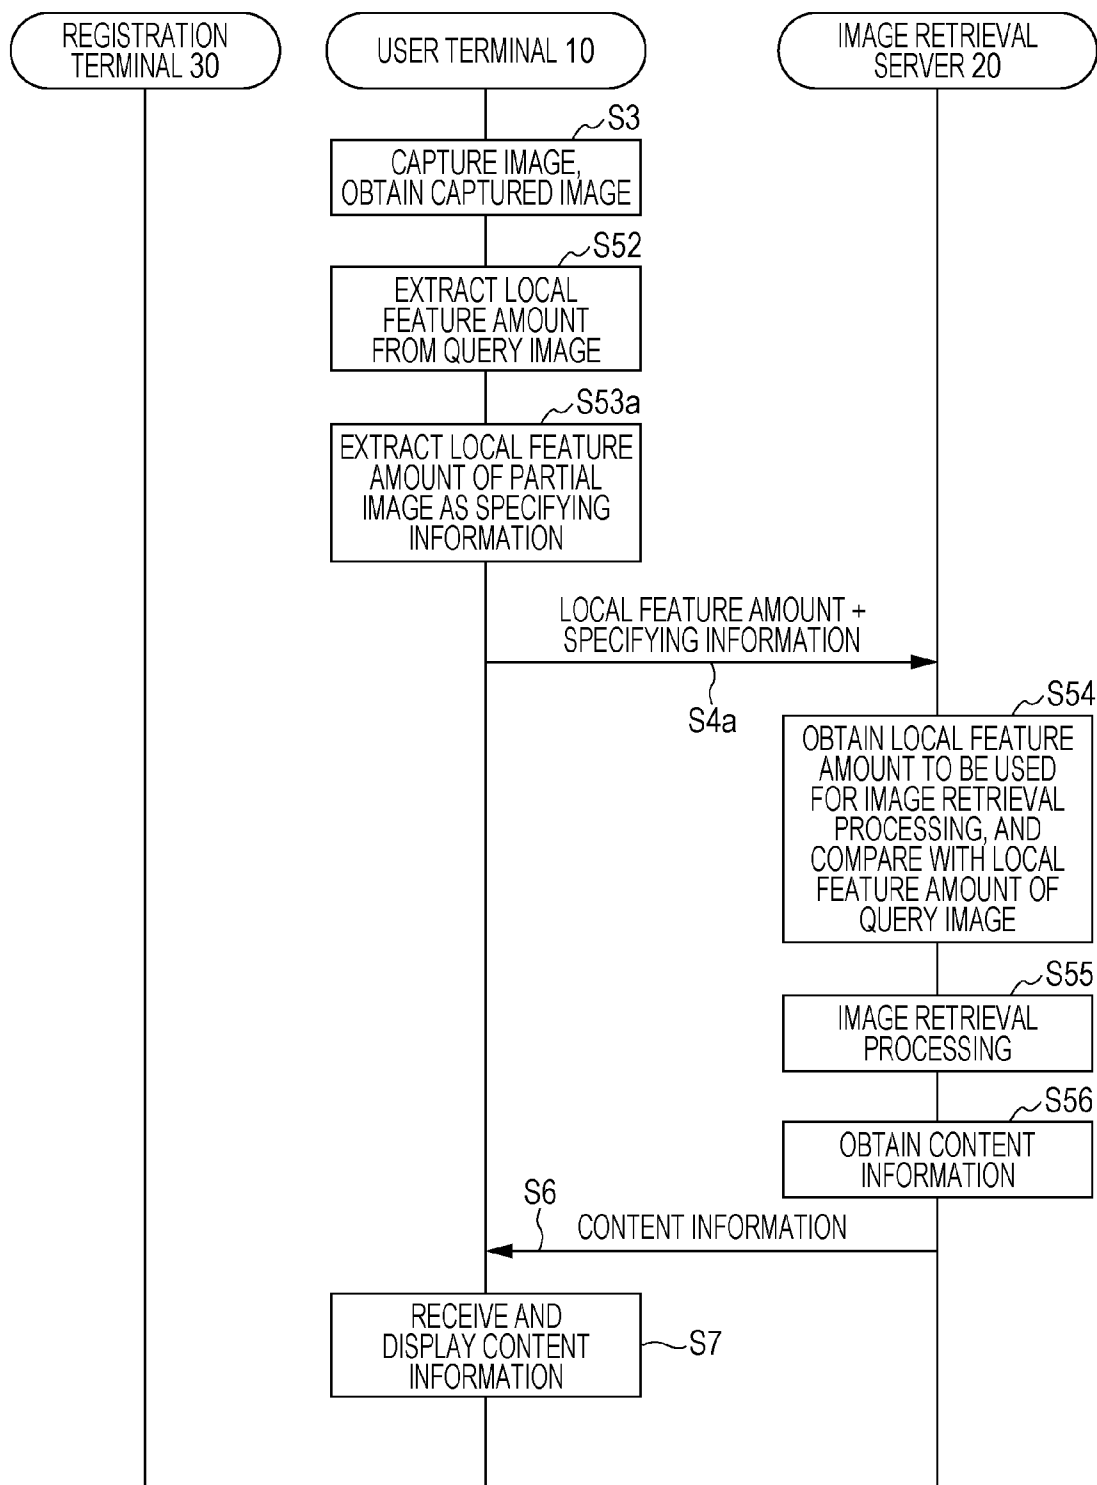 REGISTRATION
TERMINAL 30
USER TERMINAL 10
IMAGE RETRIEVAL
SERVER 20
S3
CAPTURE IMAGE,
OBTAIN CAPTURED IMAGE
S52
EXTRACT LOCAL
FEATURE AMOUNT
FROM QUERY IMAGE
S53a
EXTRACT LOCAL FEATURE
AMOUNT OF PARTIAL
IMAGE AS SPECIFYING
INFORMATION
LOCAL FEATURE AMOUNT +
SPECIFYING INFORMATION
S4a
S54
OBTAIN LOCAL FEATURE
AMOUNT TO BE USED
FOR IMAGE RETRIEVAL
PROCESSING, AND
COMPARE WITH LOCAL
FEATURE AMOUNT OF
QUERY IMAGE
S55
IMAGE RETRIEVAL
PROCESSING
S56
OBTAIN CONTENT
INFORMATION
S6
CONTENT INFORMATION
RECEIVE AND
DISPLAY CONTENT
INFORMATION
S7